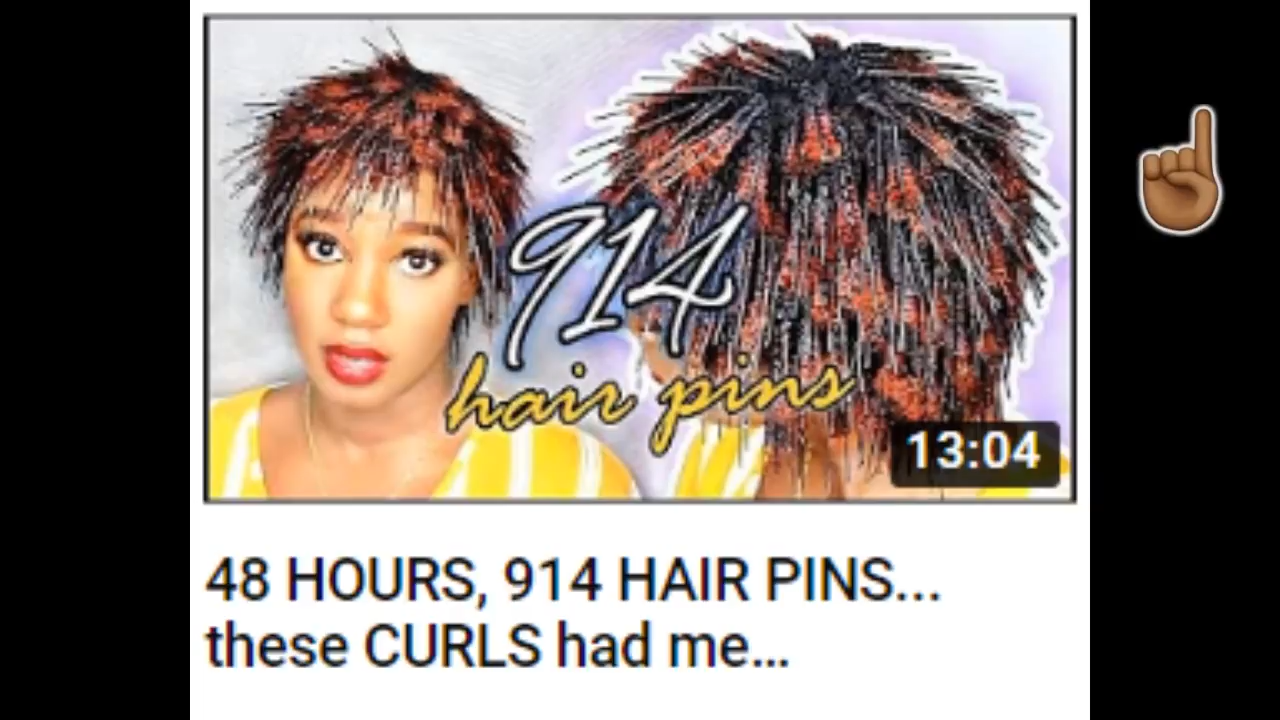 914
hair pins
13:04
48 HOURS, 914 HAIR PINS...
these CURLS had me...